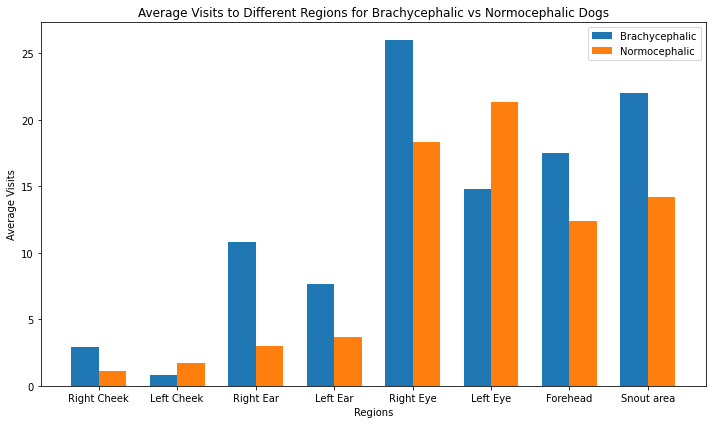 Average Visits to Different Regions for Brachycephalic vs Normocephalic Dogs
Brachycephalic
Normocephalic
Average Visits
25
20
15
10
5
0
Right Cheek Left Cheek Right Ear Left Ear Right Eye Left Eye Forehead Snout area
Regions